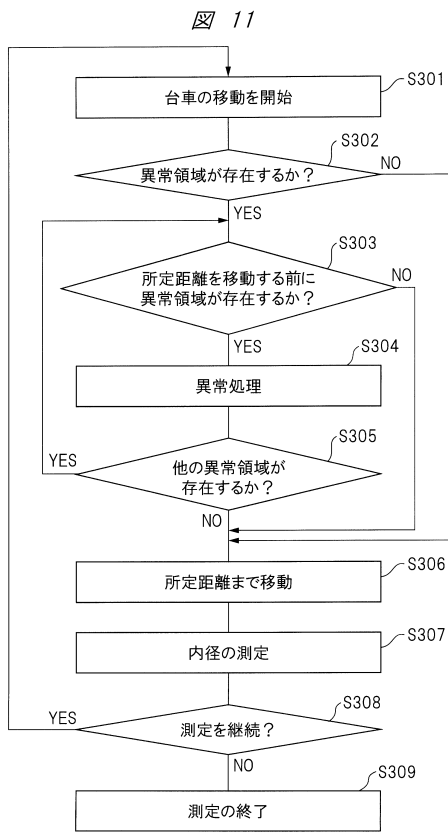 図 11
台車の移動を開始
S301
異常領域が存在するか？
S302
NO
YES
所定距離を移動する前に
異常領域が存在するか？
S303
NO
YES
異常処理
S304
他の異常領域が
存在するか？
S305
YES
NO
所定距離まで移動
S306
内径の測定
S307
測定を継続？
S308
YES
NO
測定の終了
S309